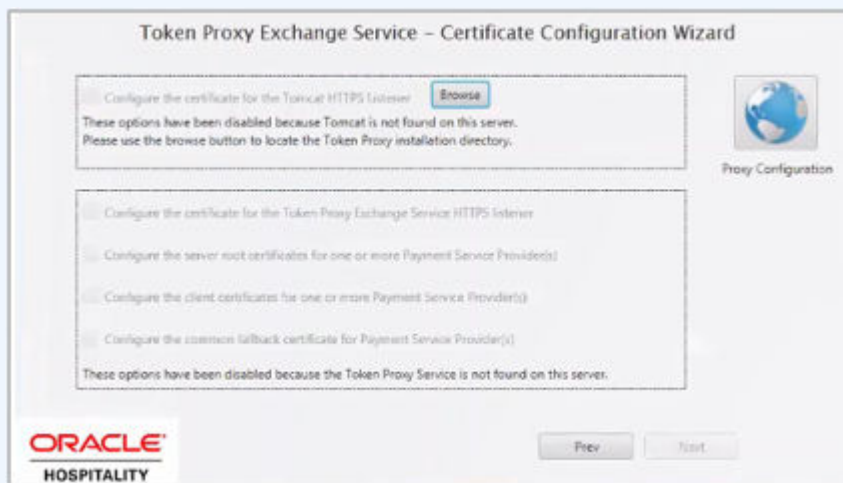 Token Proxy Exchange Service – Certificate Configuration Wizard
Configure the certificate for the Tomcat HTTPS Listener Browse
These options have been disabled because Tomcat is not found on this server.
Please use the browse button to locate the Token Proxy installation directory.
Proxy Configuration
Configure the certificate for the Token Proxy Exchange Service HTTPS listener
Configure the server root certificates for one or more Payment Service Provider(s)
Configure the client certificates for one or more Payment Service Provider(s)
Configure the common fallback certificate for Payment Service Provider(s)
These options have been disabled because the Token Proxy Service is not found on this server.
ORACLE
HOSPITALITY
Prev Next